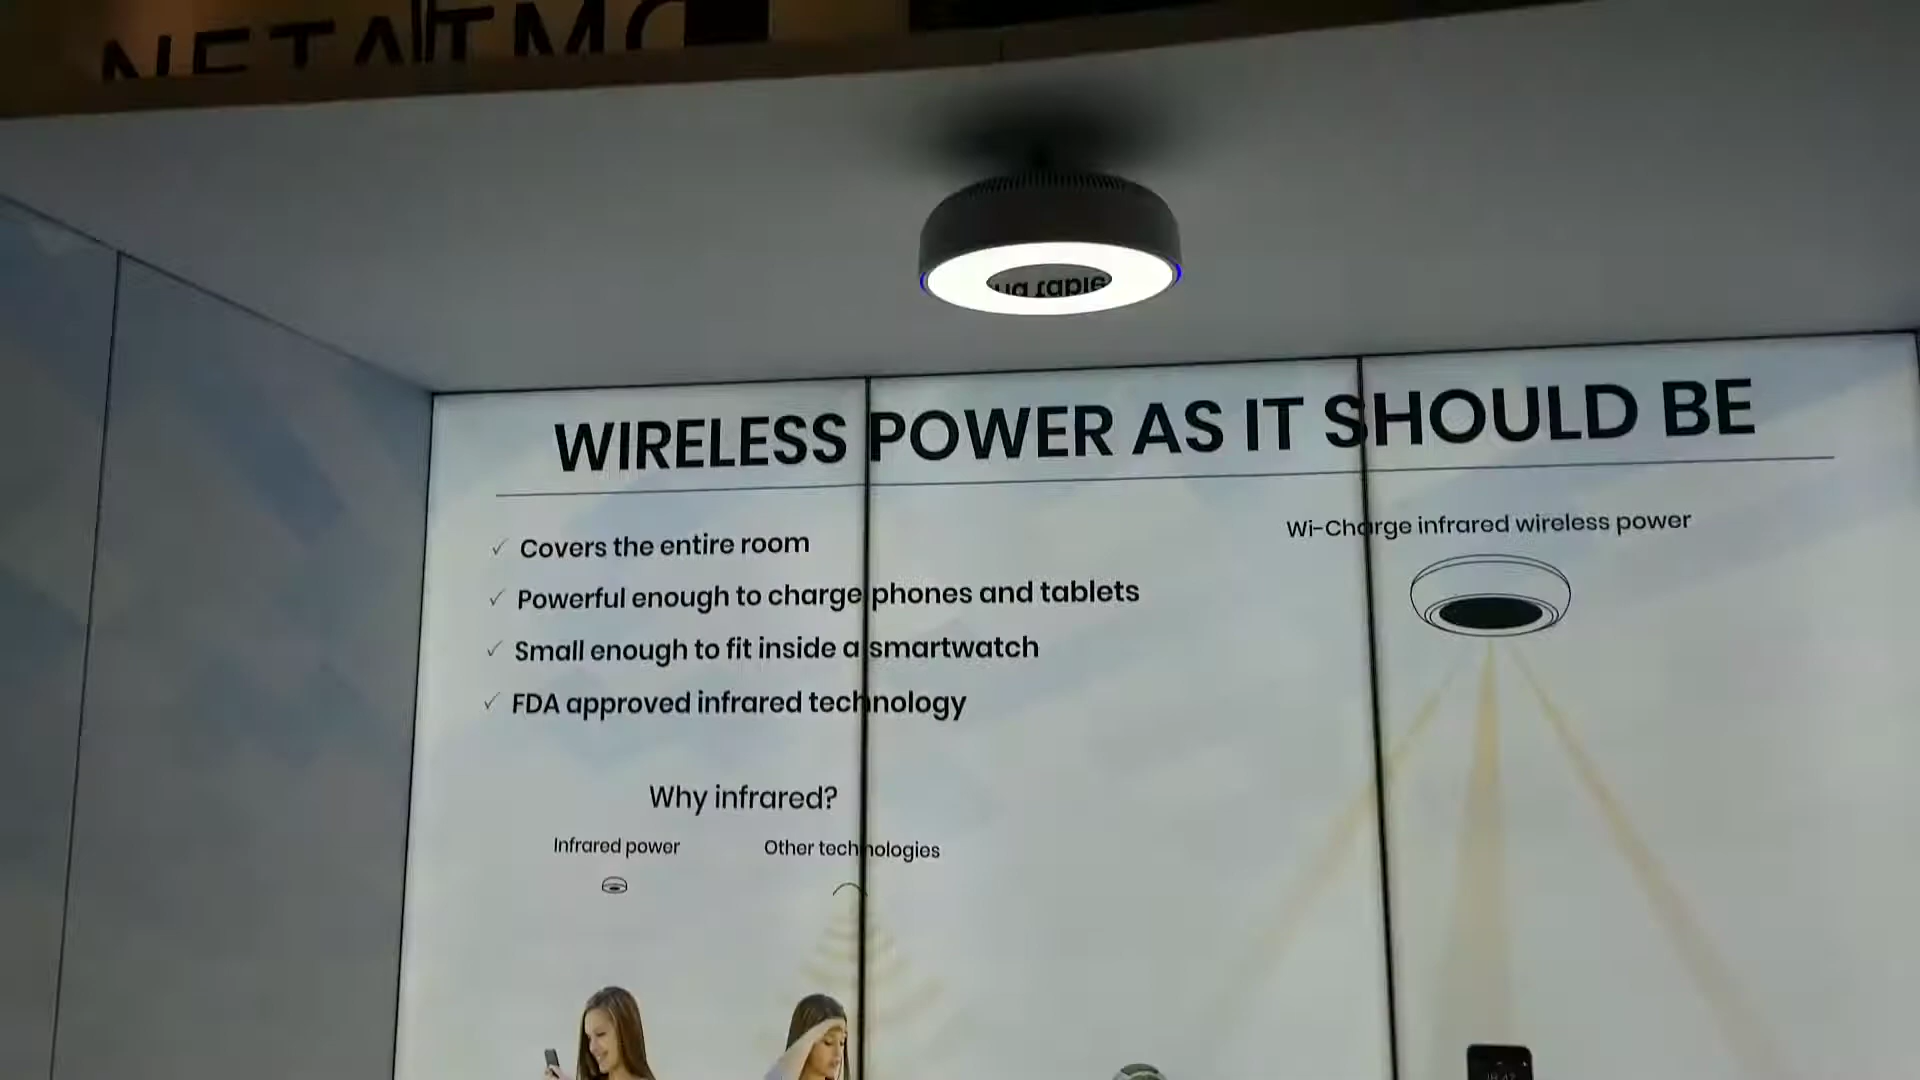 NETATMO
WIRELESS POWER AS IT SHOULD BE
Covers the entire room
Powerful enough to charge phones and tablets
Small enough to fit inside a smartwatch
FDA approved infrared technology
Wi-Charge infrared wireless power
Why infrared?
Infrared power
Other technologies